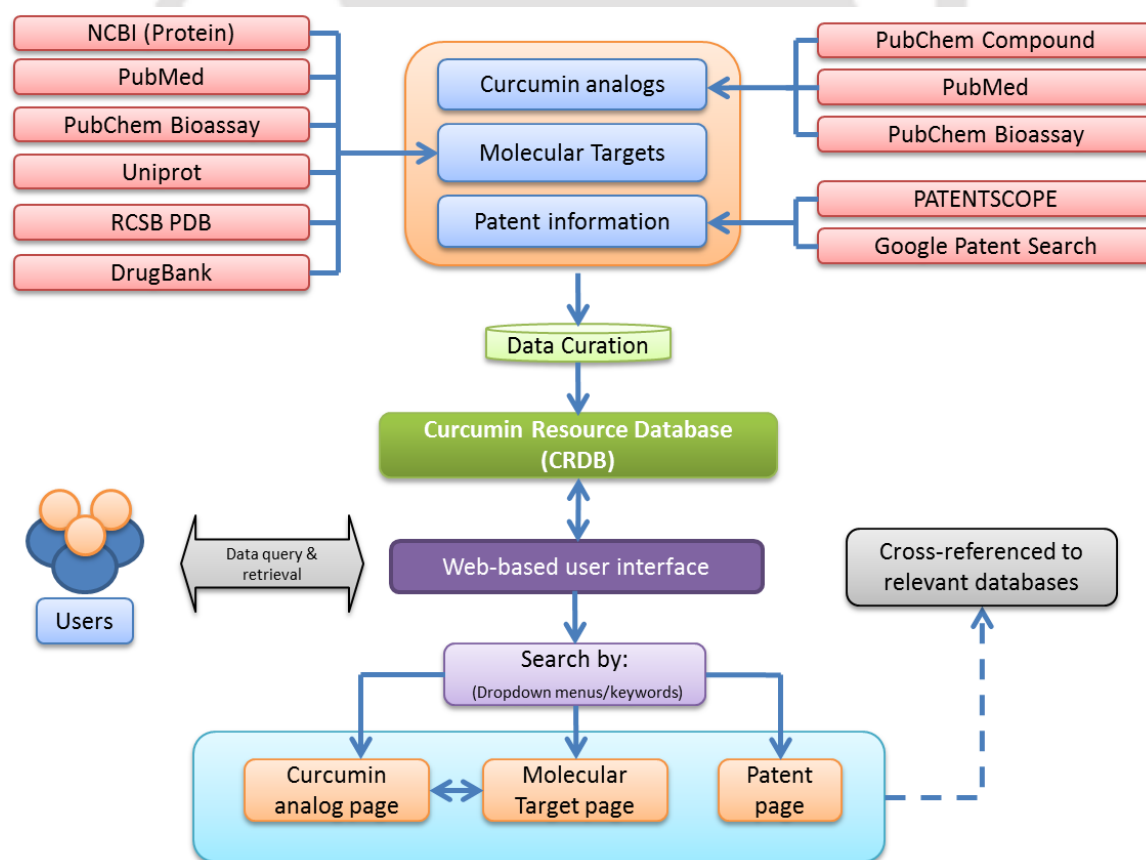 NCBI (Protein)
PubMed
PubChem Bioassay
Uniprot
RCSB PDB
DrugBank
Curcumin analogs
Molecular Targets
Patent information
PubChem Compound
PubMed
PubChem Bioassay
PATENTSCOPE
Google Patent Search
Data Curation
Curcumin Resource Database
(CRDB)
Users
Data query &
retrieval
Web-based user interface
Cross-referenced to
relevant databases
Search by:
(Dropdown menus/keywords)
Curcumin
analog page
Molecular
Target page
Patent
page